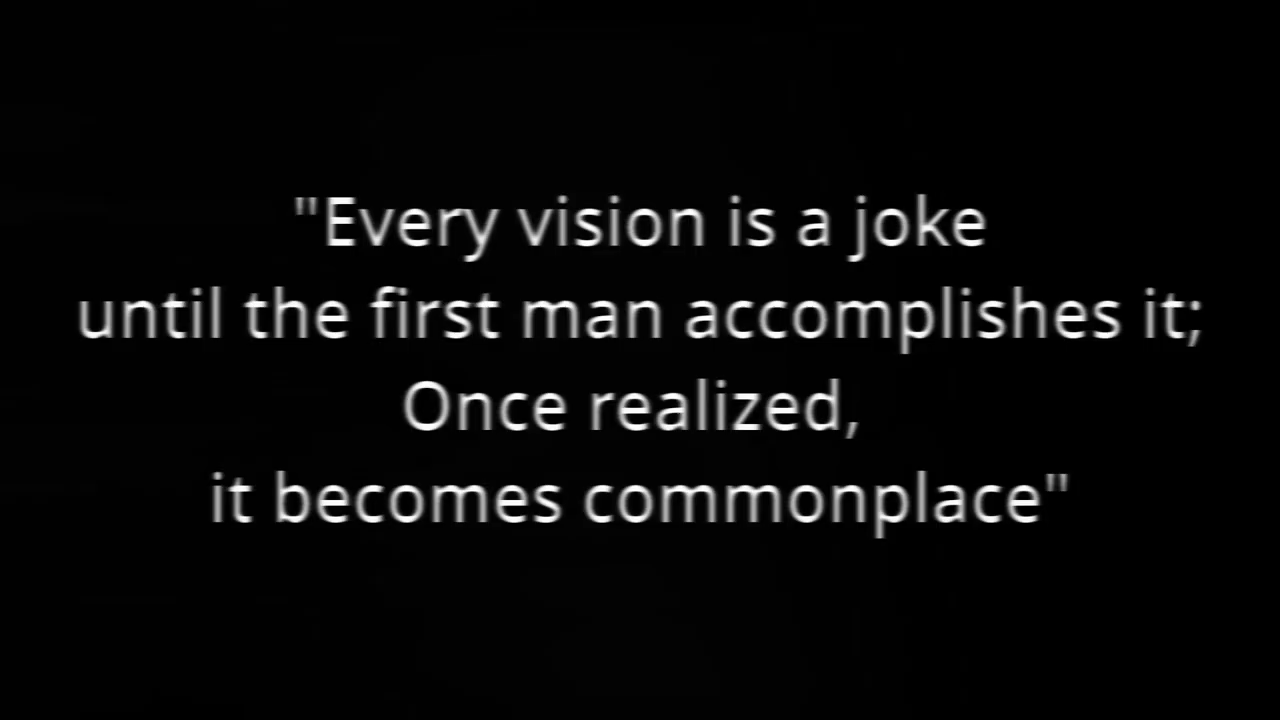 "Every vision is a joke
until the first man accomplishes it;
Once realized,
it becomes commonplace"